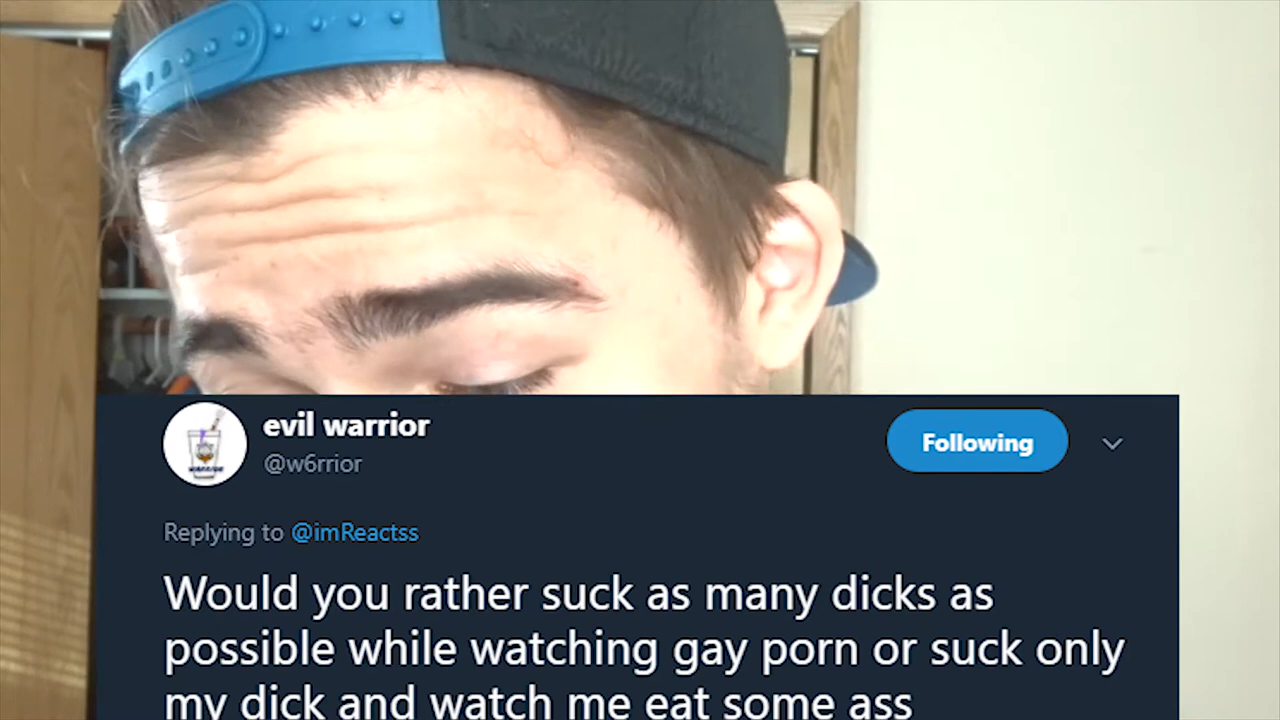 evil warrior
@w6rrior
Following
Replying to @imReactss
Would you rather suck as many dicks as
possible while watching gay porn or suck only
my dick and watch me eat some ass